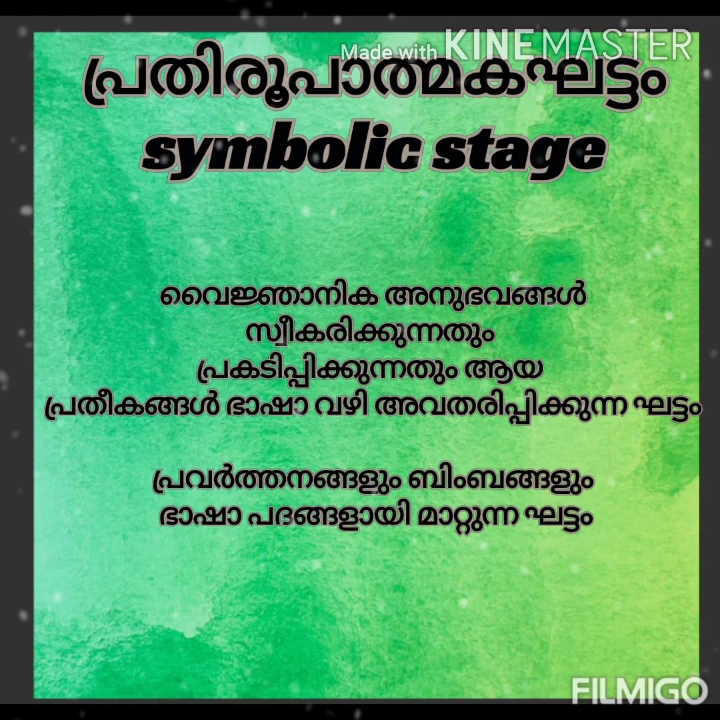 Made with KINEMASTER
പ്രതിരൂപാത്മകഘട്ടം
symbolic stage
വൈജ്ഞാനിക അനുഭവങ്ങൾ
സ്വീകരിക്കുന്നതും
പ്രകടിപ്പിക്കുന്നതും ആയ
പ്രതീകങ്ങൾ ഭാഷാ വഴി അവതരിപ്പിക്കുന്ന ഘട്ടം
പ്രവർത്തനങ്ങളും ബിംബങ്ങളും
ഭാഷാ പദങ്ങളായി മാറ്റുന്ന ഘട്ടം
FILMIGO